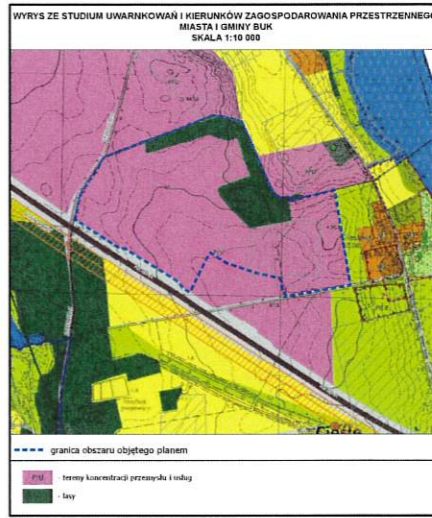 WYRYS ZE STUDIUM UWARUNKOWAŃ I KIERUNKÓW ZAGOSPODAROWANIA PRZESTRZENNEGO
MIASTA I GMINY BUK
SKALA 1:10 000
Cieśle
granica obszaru objętego planem
P/U - tereny koncentracji przemysłu i usług
- lasy